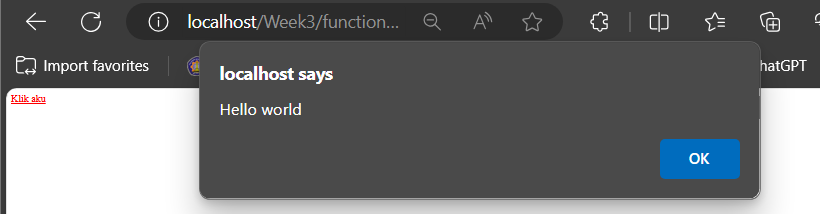 localhost/Week3/function...
Import favorites
hatGPT
localhost says
Hello world
OK
Klik aku